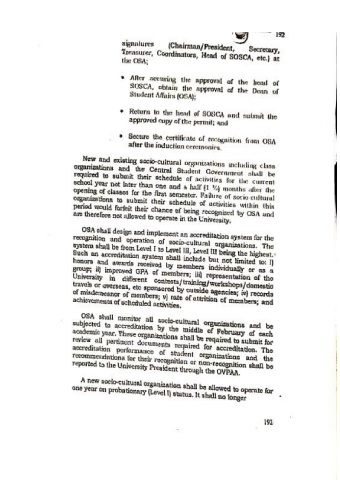 192
signatures (Chairman/President, Secretary,
Treasurer, Coordinators, Head of SOSCA, etc.) at
the OSA;
• After securing the approval of the head of
SOSCA, obtain the approval of the Dean of
Student Affairs (OSA);
• Return to the head of SOSCA and submit the
approved copy of the permit; and
• Secure the certificate of recognition from OSA
after the induction ceremonies.
New and existing socio-cultural organizations including class
organizations and the Central Student Government shall be
required to submit their schedule of activities for the current
school year not later than one and a half (1 ½) months after the
opening of classes for the first semester. Failure of socio-cultural
organizations to submit their schedule of activities within this
period would forfeit their chance of being recognized by OSA and
are therefore not allowed to operate in the University.
OSA shall design and implement an accreditation system for the
recognition and operation of socio-cultural organizations. The
system shall be from Level I to Level III, Level III being the highest.
Such an accreditation system shall include but not limited to: i)
honors and awards received by members individually or as a
group; ii) improved GPA of members; iii) representation of the
University in different contests/training/workshops/domestic
travels or overseas, etc sponsored by outside agencies; iv) records
of misdemeanor of members; v) rate of attrition of members; and
achievements of scheduled activities.
OSA shall monitor all socio-cultural organizations and be
subjected to accreditation by the middle of February of each
academic year. These organizations shall be required to submit for
review all pertinent documents required for accreditation. The
accreditation performance of student organizations and the
recommendations for their recognition or non-recognition shall be
reported to the University President through the OVPAA.
A new socio-cultural organization shall be allowed to operate for
one year on probationary (Level I) status. It shall no longer
192